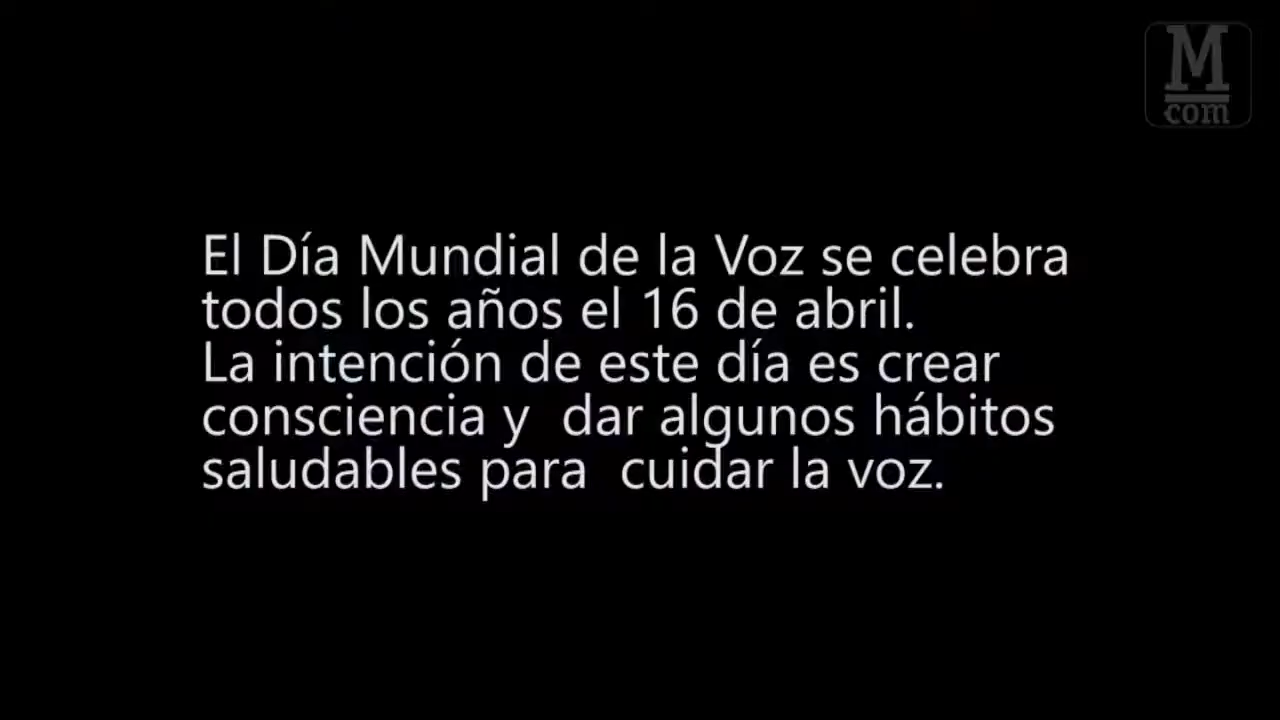 M
com
El Día Mundial de la Voz se celebra
todos los años el 16 de abril.
La intención de este día es crear
consciencia y  dar algunos hábitos
saludables para  cuidar la voz.